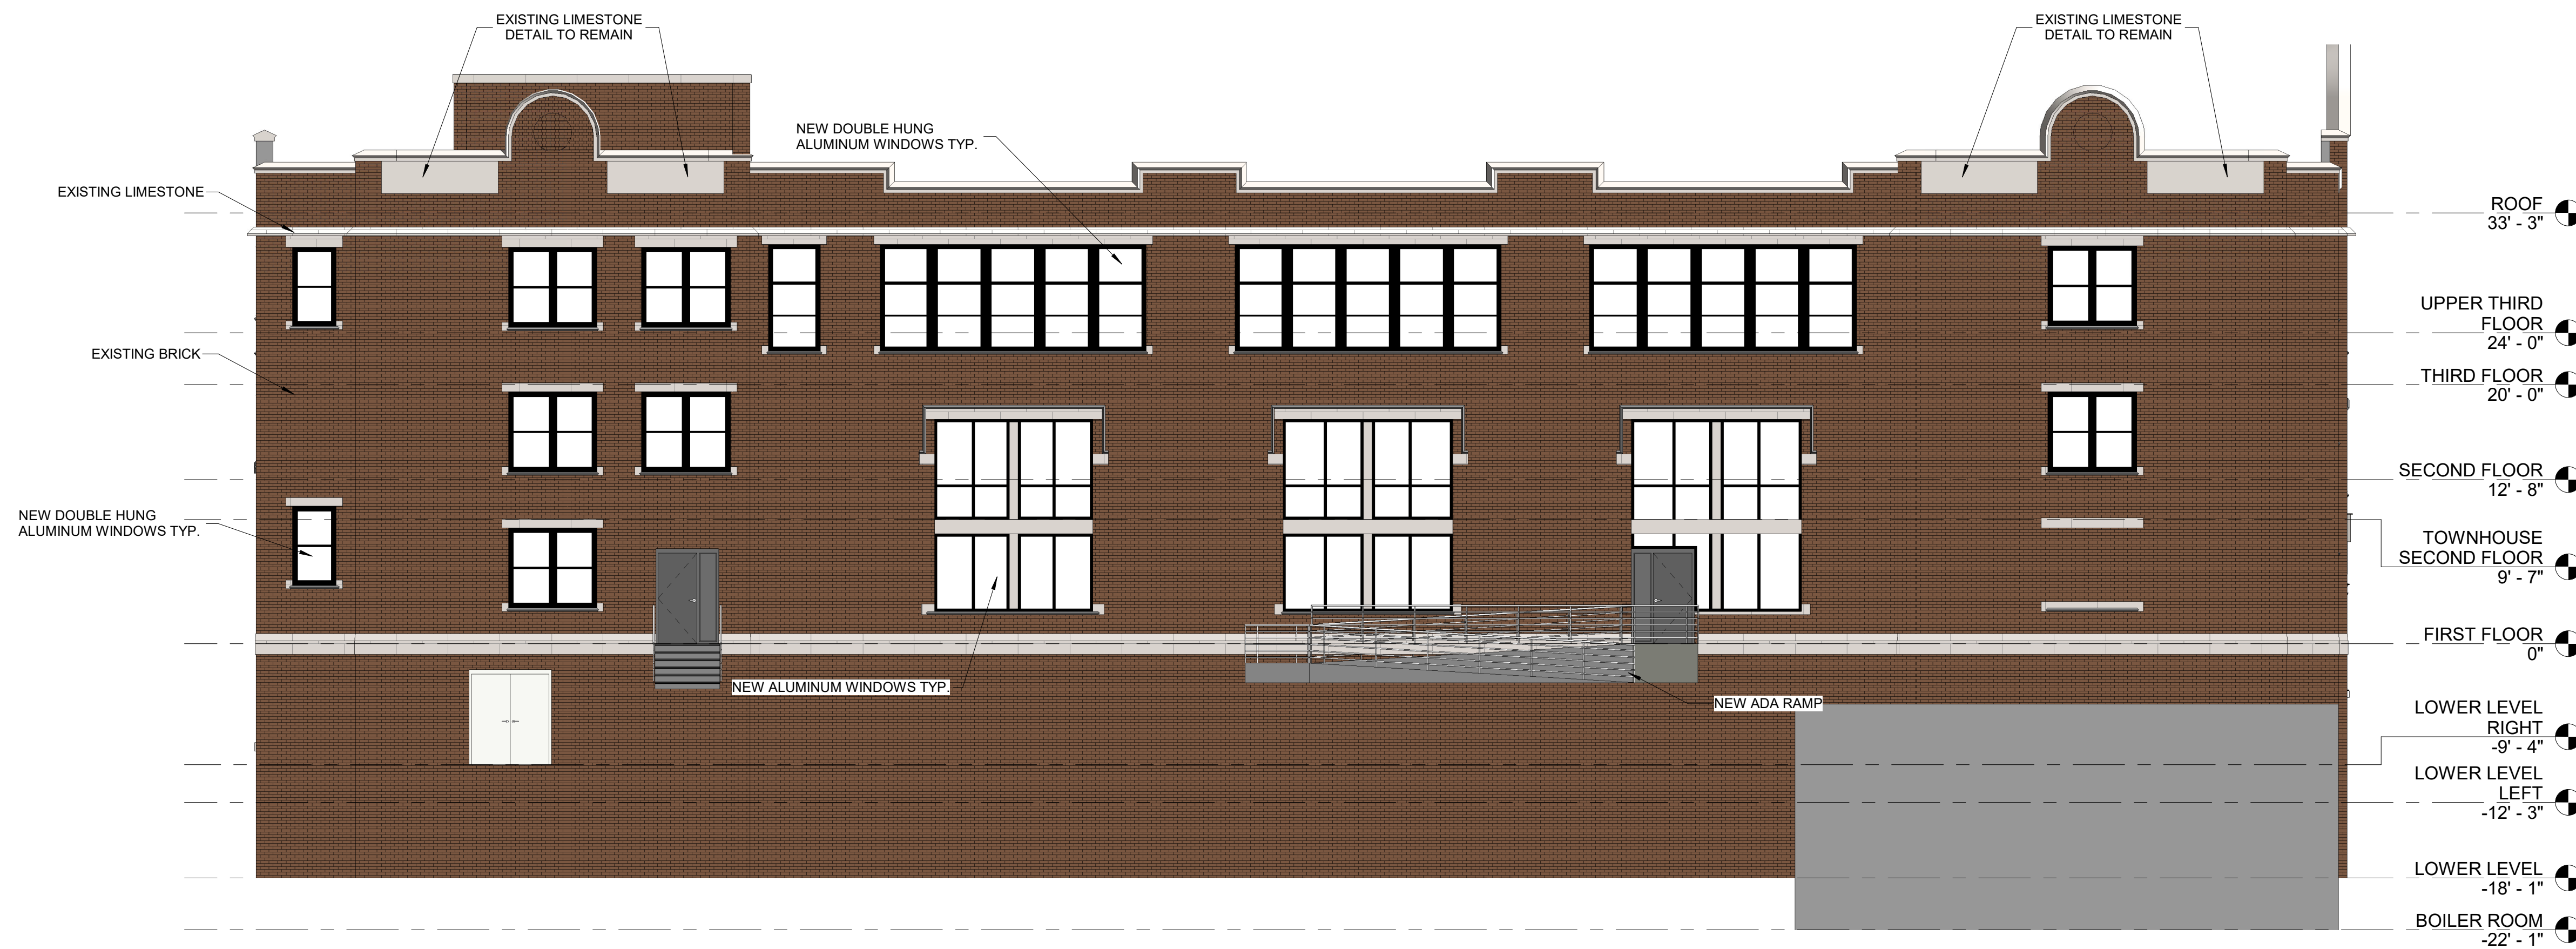 EXISTING LIMESTONE
DETAIL TO REMAIN
EXISTING LIMESTONE
DETAIL TO REMAIN
NEW DOUBLE HUNG
ALUMINUM WINDOWS TYP.
EXISTING LIMESTONE
EXISTING BRICK
NEW DOUBLE HUNG
ALUMINUM WINDOWS TYP.
NEW ALUMINUM WINDOWS TYP.
NEW ADA RAMP
ROOF
33' - 3"
UPPER THIRD
FLOOR
24' - 0"
THIRD FLOOR
20' - 0"
SECOND FLOOR
12' - 8"
TOWNHOUSE
SECOND FLOOR
9' - 7"
FIRST FLOOR
0"
LOWER LEVEL
RIGHT
-9' - 4"
LOWER LEVEL
LEFT
-12' - 3"
LOWER LEVEL
-18' - 1"
BOILER ROOM
-22' - 1"